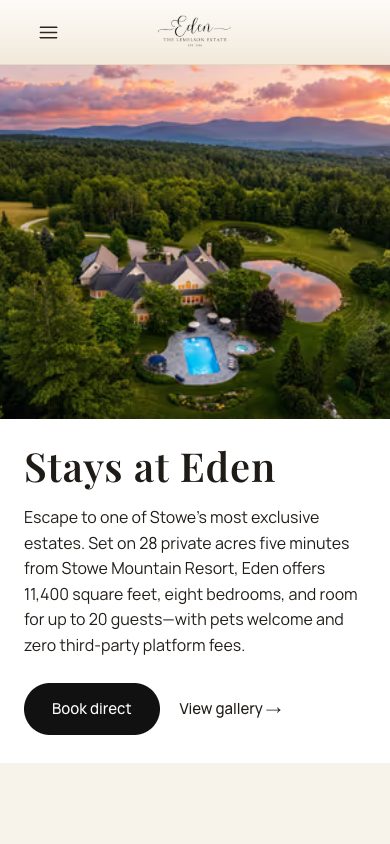 Eden
THE LEMELSON ESTATE
Stays at Eden
Escape to one of Stowe’s most exclusive
estates. Set on 28 private acres five minutes
from Stowe Mountain Resort, Eden offers
11,400 square feet, eight bedrooms, and room
for up to 20 guests—with pets welcome and
zero third-party platform fees.
Book direct
View gallery →